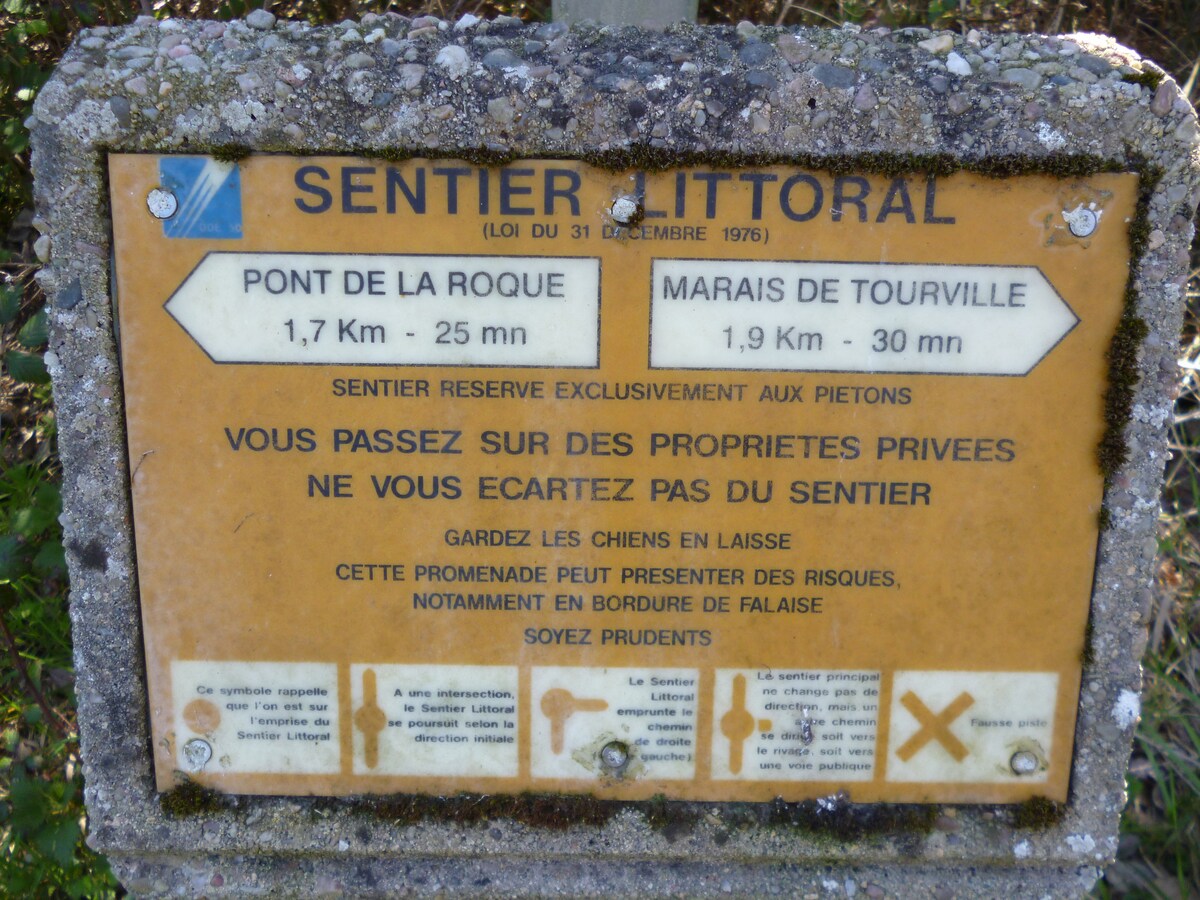 SENTIER LITTORAL
(LOI DU 31 DECEMBRE 1976)
PONT DE LA ROQUE
1,7 Km - 25 mn
MARAIS DE TOURVILLE
1,9 Km - 30 mn
SENTIER RESERVE EXCLUSIVEMENT AUX PIETONS
VOUS PASSEZ SUR DES PROPRIETES PRIVEES
NE VOUS ECARTEZ PAS DU SENTIER
GARDEZ LES CHIENS EN LAISSE
CETTE PROMENADE PEUT PRESENTER DES RISQUES,
NOTAMMENT EN BORDURE DE FALAISE
SOYEZ PRUDENTS
Ce symbole rappelle
que l'on est sur
l'emprise du
Sentier Littoral
A une intersection,
le Sentier Littoral
se poursuit selon la
direction initiale
Le Sentier
Littoral
emprunte le
chemin
de droite
gauche)
Le sentier principal
ne change pas de
direction, mais un
autre chemin
se dirige soit vers
le rivage, soit vers
une voie publique
Fausse piste